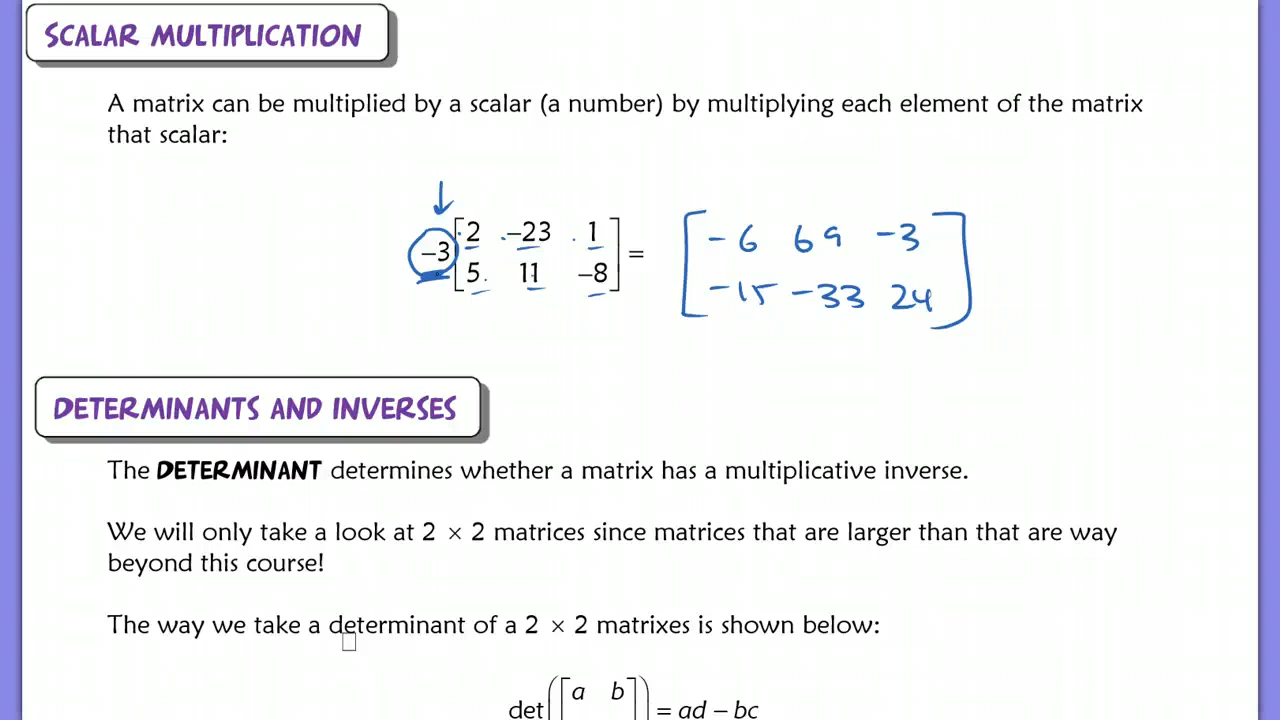 SCALAR MULTIPLICATION
A matrix can be multiplied by a scalar (a number) by multiplying each element of the matrix
that scalar:
−3 [2 −23 1] = [−6 69 −3]
[5 11 −8] [−15 −33 24]
DETERMINANTS AND INVERSES
The DETERMINANT determines whether a matrix has a multiplicative inverse.
We will only take a look at 2 × 2 matrices since matrices that are larger than that are way
beyond this course!
The way we take a determinant of a 2 × 2 matrixes is shown below:
det([a b]) = ad − bc